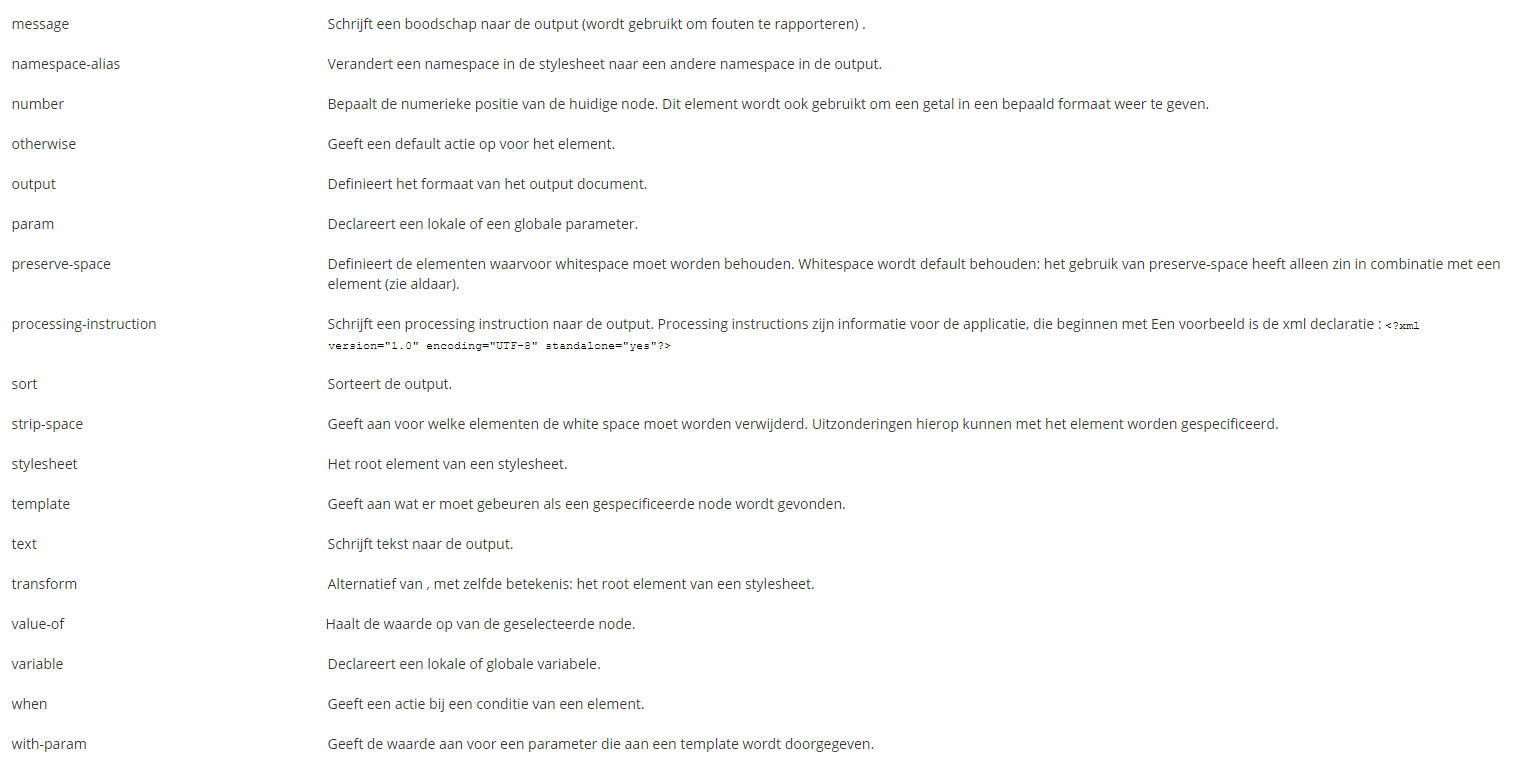 message Schrijft een boodschap naar de output (wordt gebruikt om fouten te rapporteren) .
namespace-alias Verandert een namespace in de stylesheet naar een andere namespace in de output.
number Bepaalt de numerieke positie van de huidige node. Dit element wordt ook gebruikt om een getal in een bepaald formaat weer te geven.
otherwise Geeft een default actie op voor het element.
output Definieert het formaat van het output document.
param Declareert een lokale of een globale parameter.
preserve-space Definieert de elementen waarvoor whitespace moet worden behouden. Whitespace wordt default behouden: het gebruik van preserve-space heeft alleen zin in combinatie met een
element (zie aldaar).
processing-instruction Schrijft een processing instruction naar de output. Processing instructions zijn informatie voor de applicatie, die beginnen met Een voorbeeld is de xml declaratie : <?xml
version="1.0" encoding="UTF-8" standalone="yes"?>
sort Sorteert de output.
strip-space Geeft aan voor welke elementen de white space moet worden verwijderd. Uitzonderingen hierop kunnen met het element worden gespecificeerd.
stylesheet Het root element van een stylesheet.
template Geeft aan wat er moet gebeuren als een gespecificeerde node wordt gevonden.
text Schrijft tekst naar de output.
transform Alternatief van , met zelfde betekenis: het root element van een stylesheet.
value-of Haalt de waarde op van de geselecteerde node.
variable Declareert een lokale of globale variabele.
when Geeft een actie bij een conditie van een element.
with-param Geeft de waarde aan voor een parameter die aan een template wordt doorgegeven.